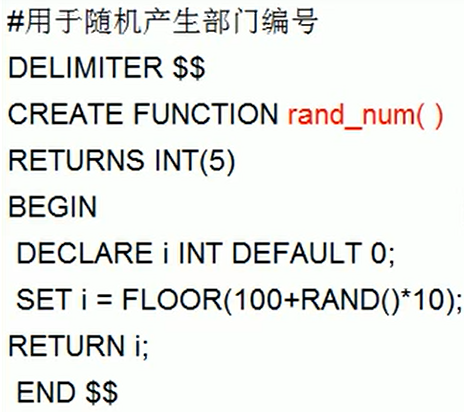 #用于随机产生部门编号
DELIMITER $$
CREATE FUNCTION rand_num( )
RETURNS INT(5)
BEGIN
DECLARE i INT DEFAULT 0;
SET i = FLOOR(100+RAND()*10);
RETURN i;
END $$